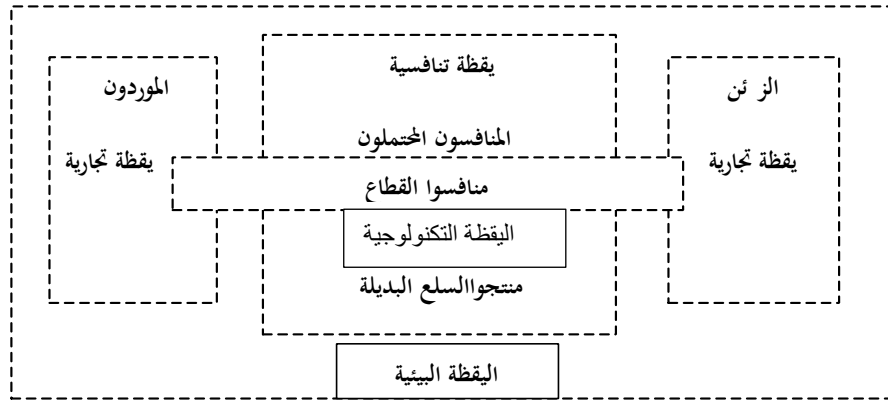 يقظة تنافسية
الز ئن
الموردون
المنافسون المحتملون
يقظة تجارية
يقظة تجارية
منافسوا القطاع
اليقظة التكنولوجية
منتجواالسلع البديلة
اليقظة البيئية